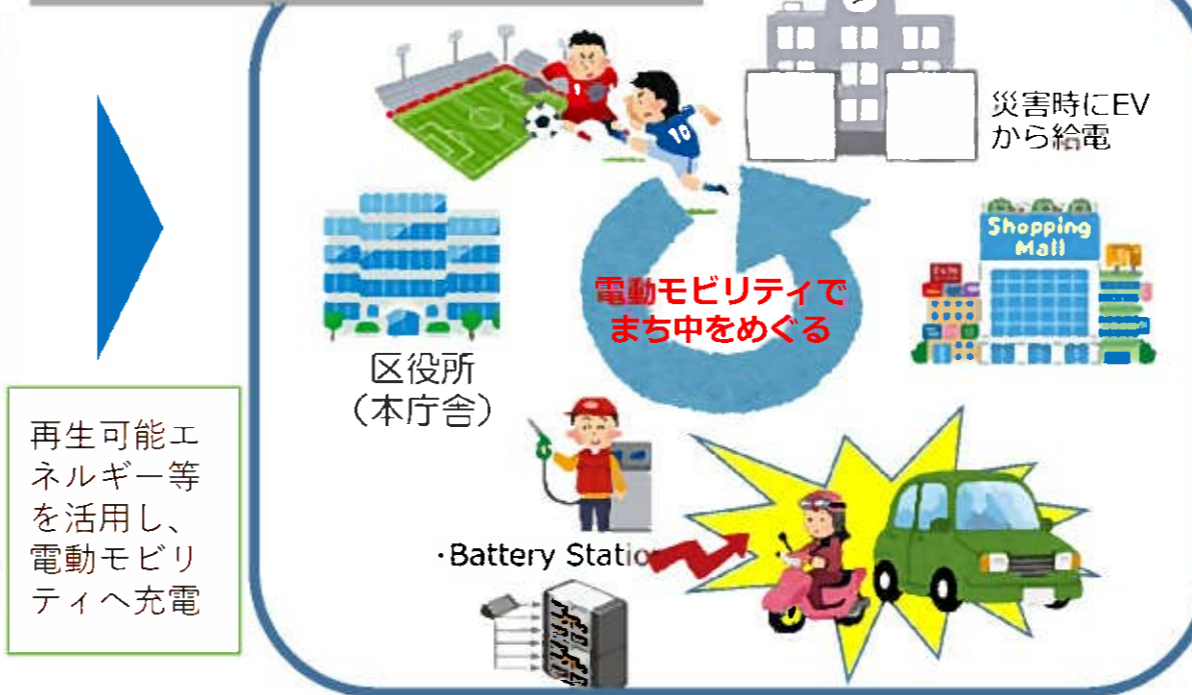 災害時にEV
から給電
Shopping
Mall
電動モビリティで
まち中をめぐる
区役所
（本庁舎）
再生可能エ
ネルギー等
を活用し、
電動モビリ
ティへ充電
・Battery
10
1